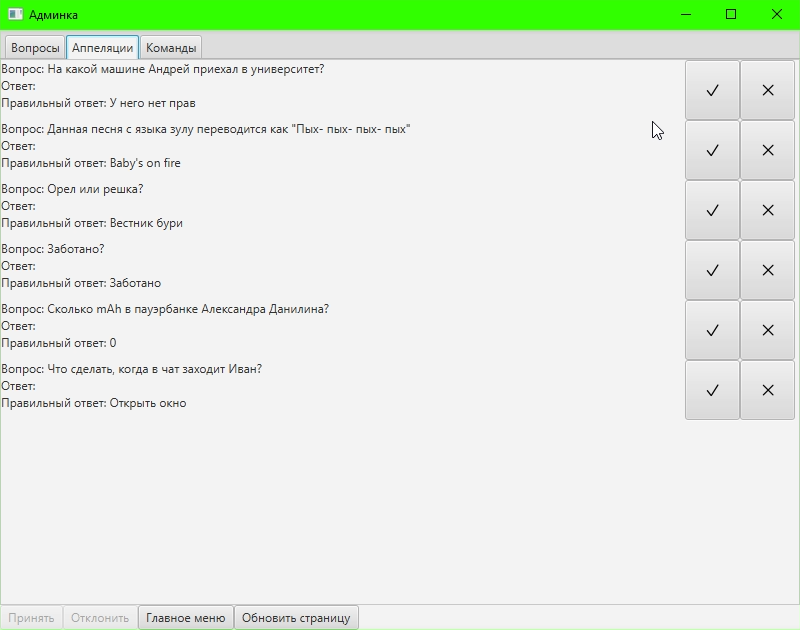 Админка
Вопросы Аппеляции Команды
Вопрос: На какой машине Андрей приехал в университет?
Ответ:
Правильный ответ: У него нет прав
Вопрос: Данная песня с языка зулу переводится как "Пых- пых- пых- пых"
Ответ:
Правильный ответ: Baby's on fire
Вопрос: Орел или решка?
Ответ:
Правильный ответ: Вестник бури
Вопрос: Заботано?
Ответ:
Правильный ответ: Заботано
Вопрос: Сколько mAh в пауэрбанке Александра Данилина?
Ответ:
Правильный ответ: 0
Вопрос: Что сделать, когда в чат заходит Иван?
Ответ:
Правильный ответ: Открыть окно
Принять Отклонить Главное меню Обновить страницу